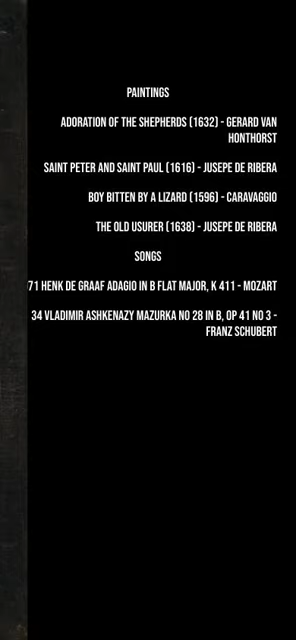 PAINTINGS
ADORATION OF THE SHEPHERDS (1632) - GERARD VAN
HONTHORST
SAINT PETER AND SAINT PAUL (1616) - JUSEPE DE RIBERA
BOY BITTEN BY A LIZARD (1596) - CARAVAGGIO
THE OLD USURER (1638) - JUSEPE DE RIBERA
SONGS
71 HENK DE GRAAF ADAGIO IN B FLAT MAJOR, K 411 - MOZART
34 VLADIMIR ASHKENAZY MAZURKA NO 28 IN B, OP 41 NO 3 -
FRANZ SCHUBERT